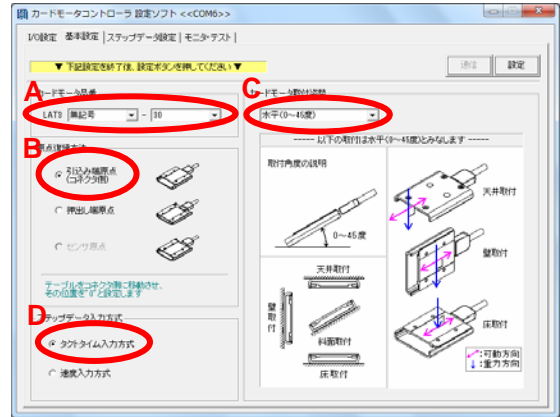 カードモータコントローラ 設定ソフト <<COM6>>
I/O設定 基本設定 ステップデータ設定 モニタ・テスト
▼ 下記設定を終了後、設定ボタンを押してください ▼
送信 設定
A
カードモータ品番
LAT3 無記号 - 30
B
原点復帰方法
引込み端原点
(コネクタ側)
押出し端原点
センサ原点
テーブルをコネクタ側に移動させ、
その位置を"0"と設定します
D
ステップデータ入力方式
タクトタイム入力方式
速度入力方式
C
カードモータ取付姿勢
水平(0~45度)
----- 以下の取付は水平(0~45度)とみなします -----
取付角度の説明
0~45度
天井取付
壁取付
斜面取付
床取付
天井取付
壁取付
床取付
:可動方向
:重力方向